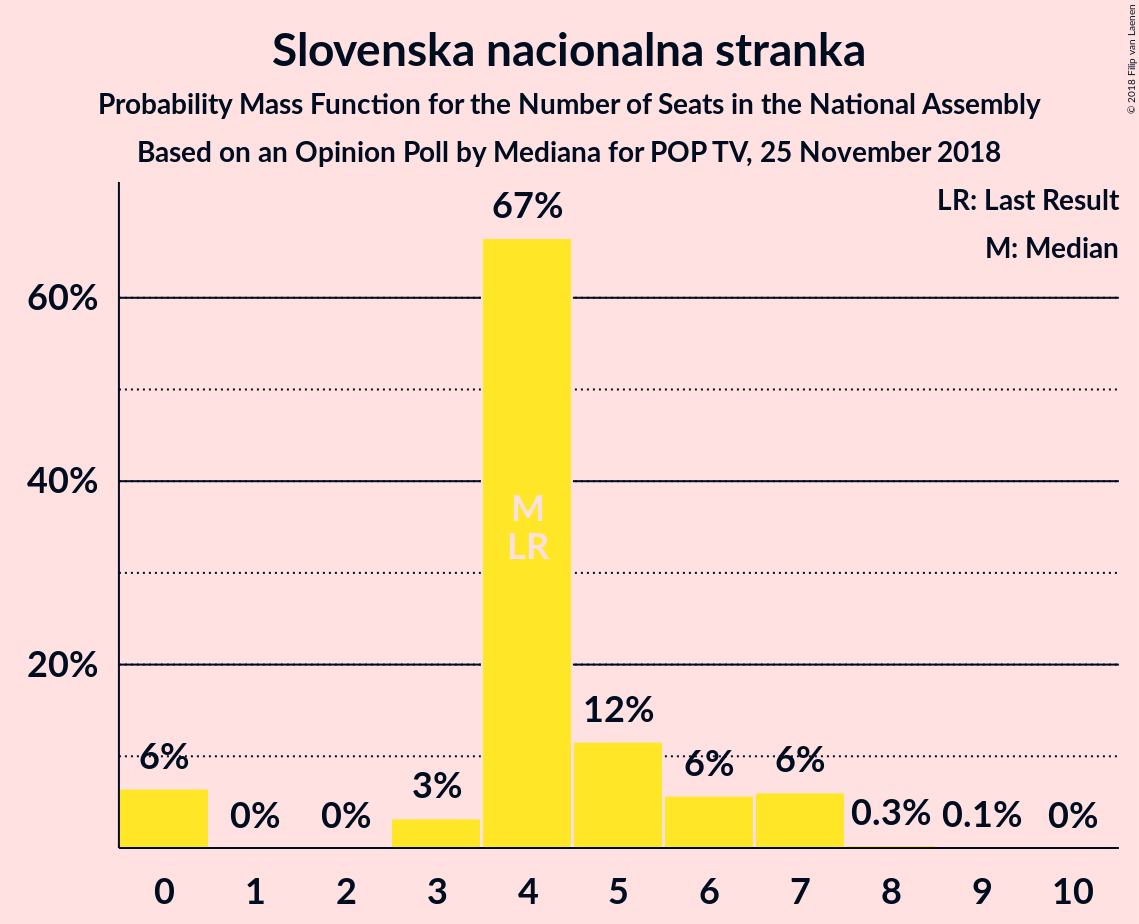 Slovenska nacionalna stranka
Probability Mass Function for the Number of Seats in the National Assembly
Based on an Opinion Poll by Mediana for POP TV, 25 November 2018
© 2018 Filip van Laenen
LR: Last Result
M: Median
60%
40%
20%
6%
0%
0%
3%
67%
M
LR
12%
6%
6%
0.3%
0.1%
0%
0 1 2 3 4 5 6 7 8 9 10